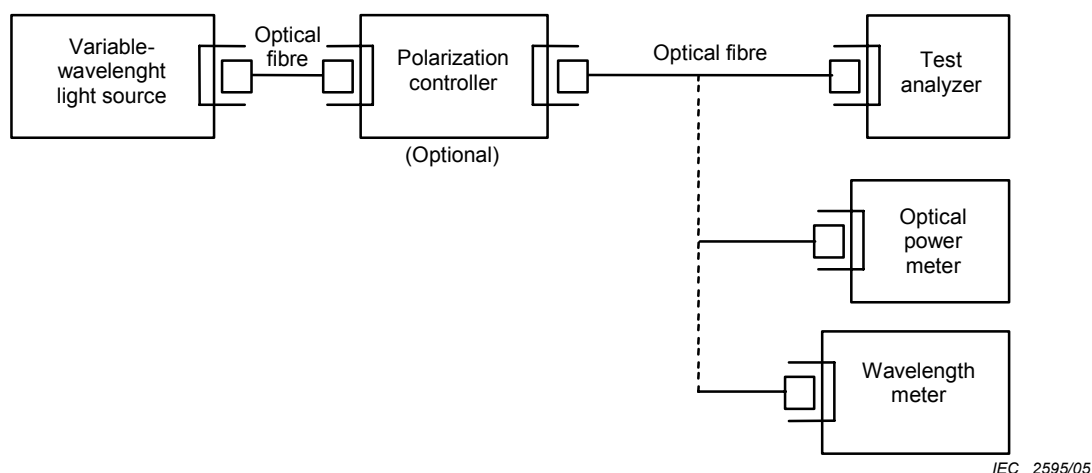 Variable-
wavelenght
light source
Optical
fibre
Polarization
controller
(Optional)
Optical fibre
Test
analyzer
Optical
power
meter
Wavelength
meter
IEC 2595/05